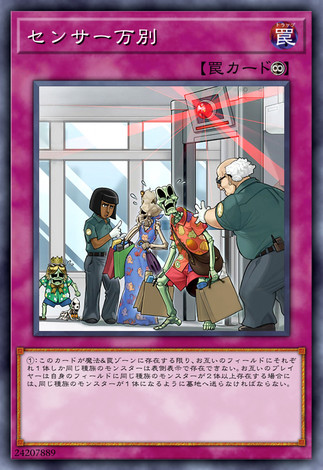 センサー万別
トラップ
罠
【罠カード】
①:このカードが魔法&罠ゾーンに存在する限り、お互いのフィールドにそれぞ
れ1体しか同じ種族のモンスターは表側表示で存在できない。お互いのプレイ
ヤーは自身のフィールドに同じ種族のモンスターが2体以上存在する場合に
は、同じ種族のモンスターが1体になるように墓地へ送らなければならない。
24207889